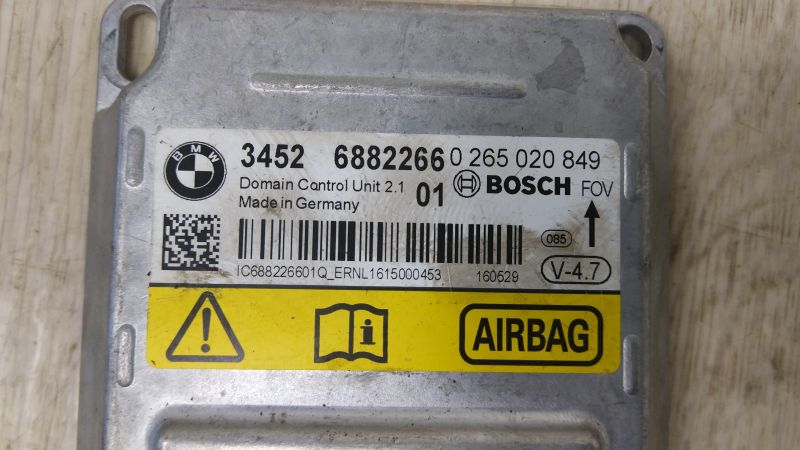 BMW
3452 6882266 0 265 020 849
Domain Control Unit 2.1 01 BOSCH FOV
Made in Germany
085
IC688226601Q_ERNL1615000453 160529 V-4.7
AIRBAG